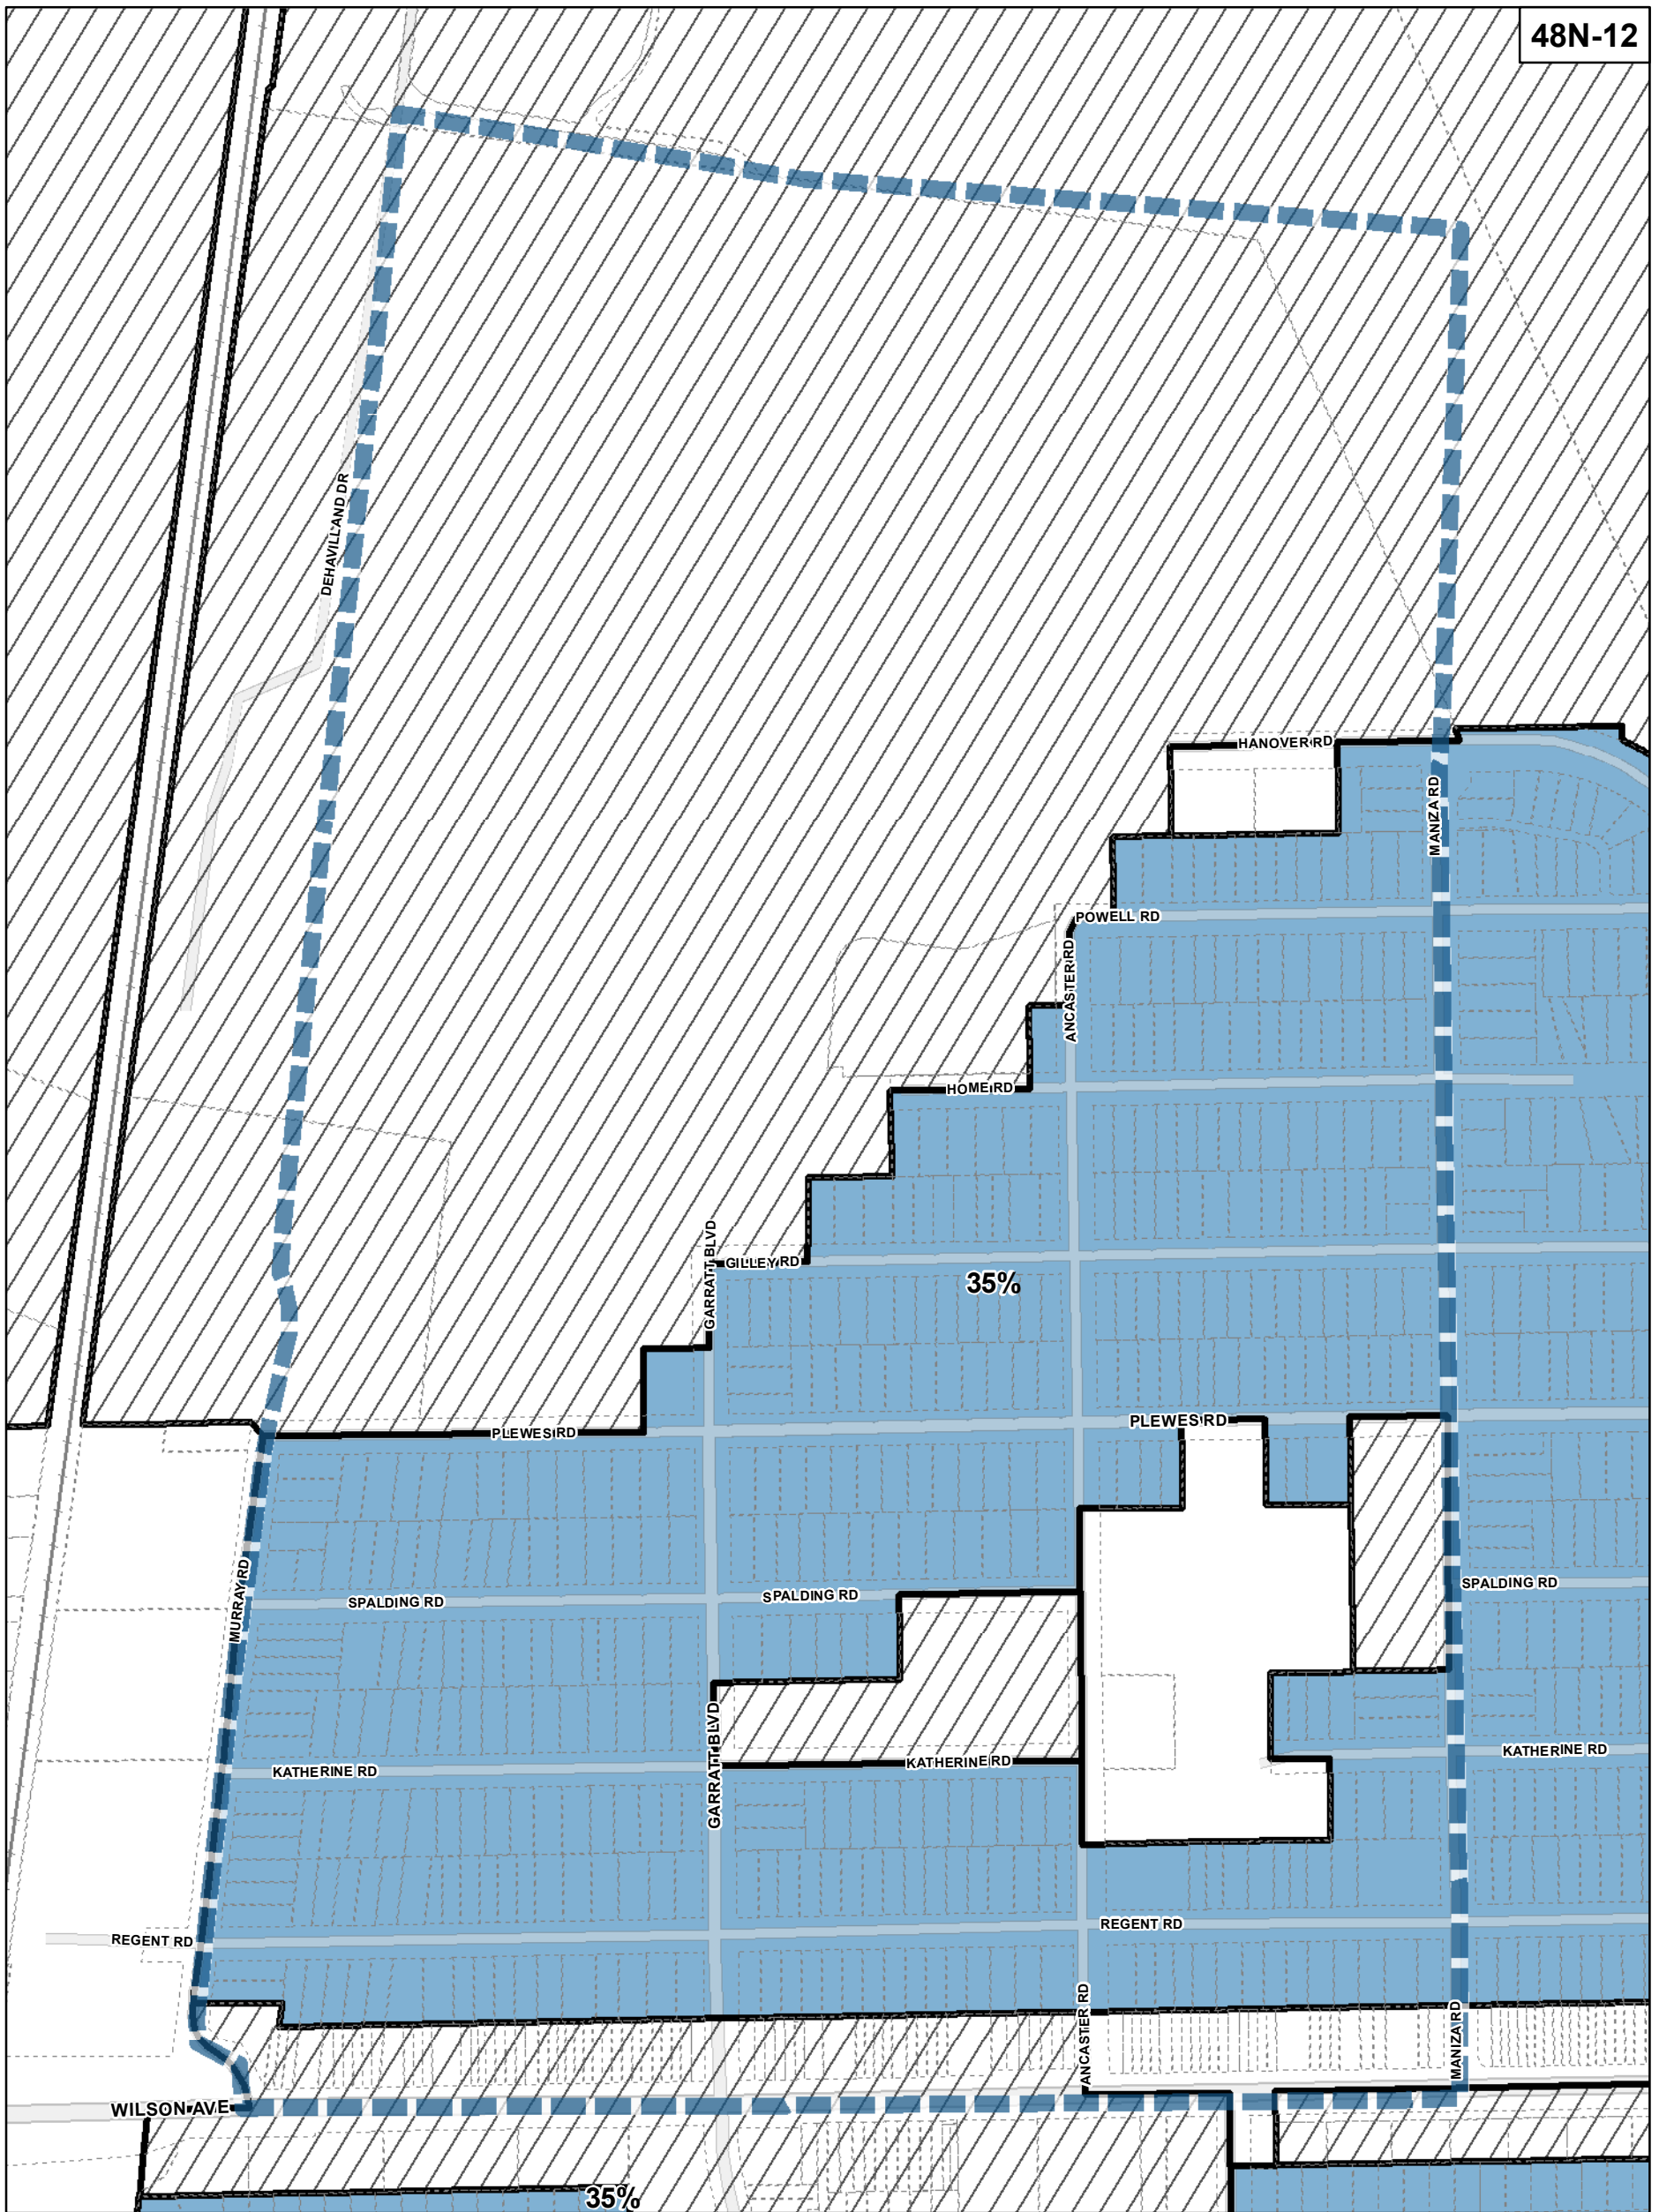 48N-12
DEHAVILLAND DR
HANOVER RD
MANIZA RD
POWELL RD
ANCASTER RD
HOME RD
GARRATT BLVD
GILLEY RD
35%
PLEWES RD
PLEWES RD
MURRAY RD
SPALDING RD
SPALDING RD
SPALDING RD
GARRATT BLVD
KATHERINE RD
KATHERINE RD
KATHERINE RD
REGENT RD
REGENT RD
ANCASTER RD
MANIZA RD
WILSON AVE
35%